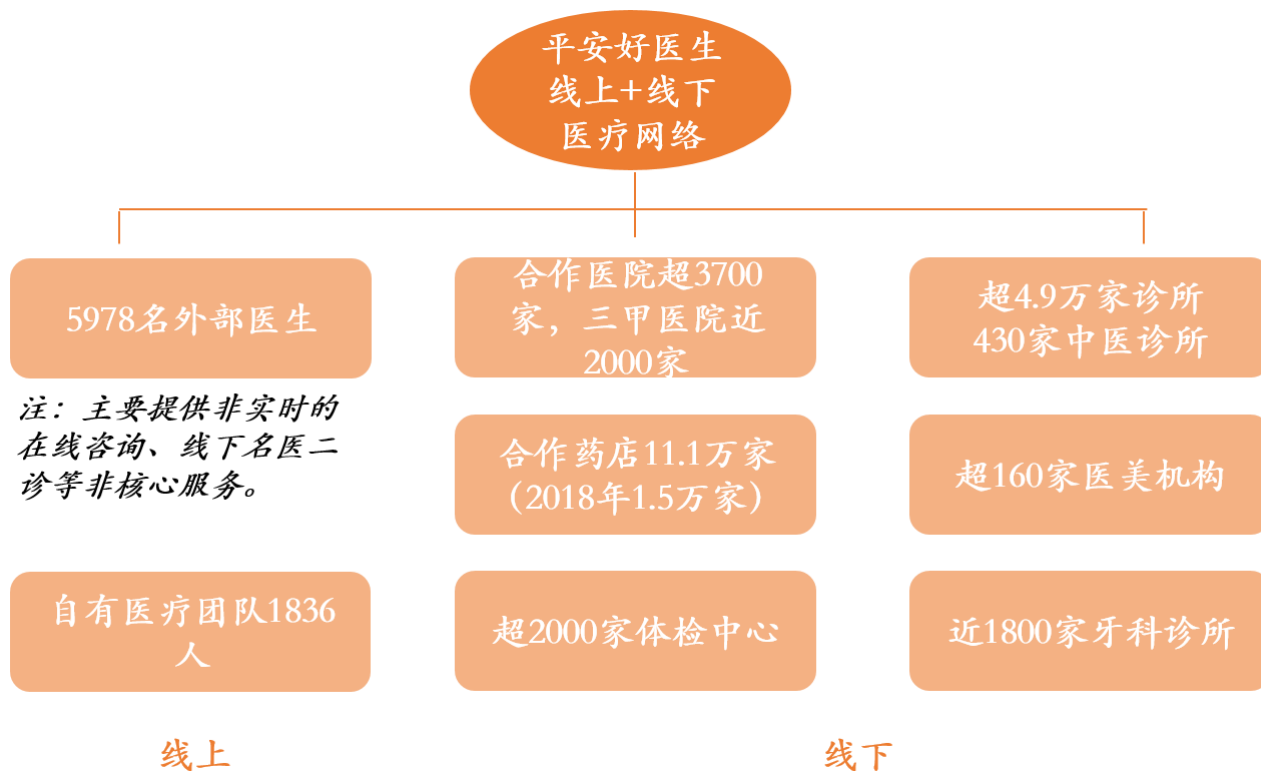 平安好医生
线上+线下
医疗网络
5978名外部医生
注：主要提供非实时的
在线咨询、线下名医二
诊等非核心服务。
自有医疗团队1836
人
合作医院超3700
家，三甲医院近
2000家
合作药店11.1万家
（2018年1.5万家）
超2000家体检中心
超4.9万家诊所
430家中医诊所
超160家医美机构
近1800家牙科诊所
线上
线下